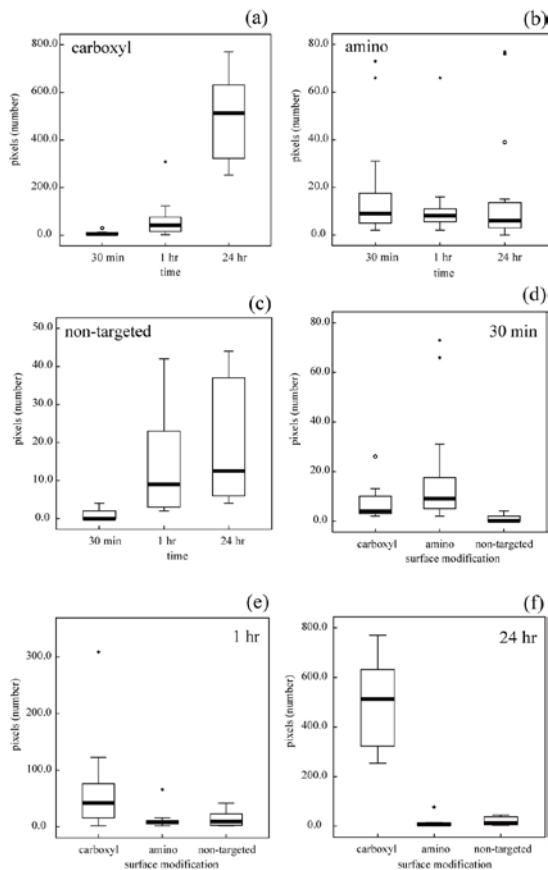 (a)
carboxyl
pixels (number)
800.0
600.0
400.0
200.0
0.0
30 min 1 hr 24 hr
time
(b)
amino
pixels (number)
80.0
60.0
40.0
20.0
0.0
30 min 1 hr 24 hr
time
(c)
non-targeted
pixels (number)
50.0
40.0
30.0
20.0
10.0
0.0
30 min 1 hr 24 hr
time
(d)
30 min
pixels (number)
80.0
60.0
40.0
20.0
0.0
carboxyl amino non-targeted
surface modification
(e)
1 hr
pixels (number)
300.0
200.0
100.0
0.0
carboxyl amino non-targeted
surface modification
(f)
24 hr
pixels (number)
800.0
600.0
400.0
200.0
0.0
carboxyl amino non-targeted
surface modification